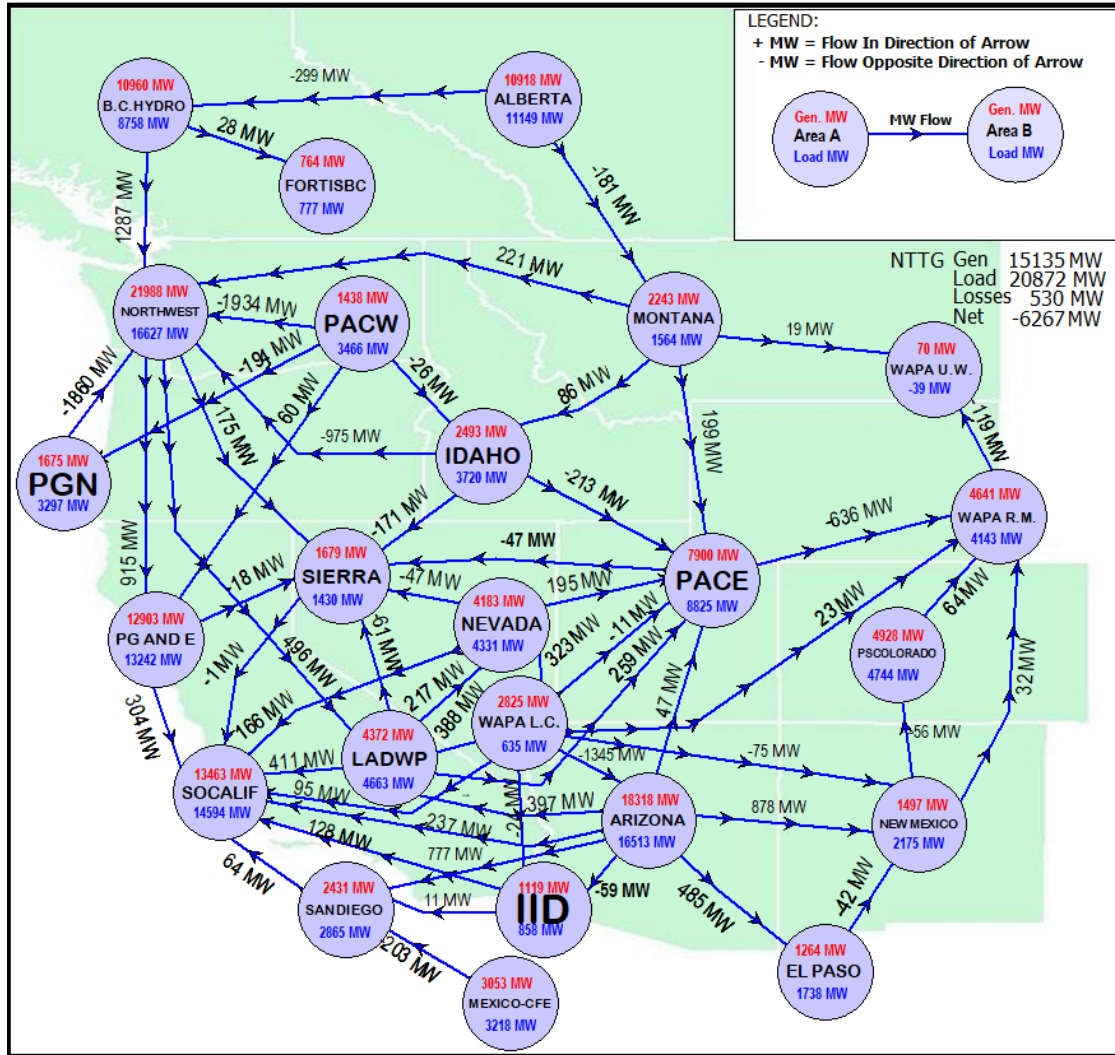 LEGEND:
+ MW = Flow In Direction of Arrow
- MW = Flow Opposite Direction of Arrow
Gen. MW
Area A
Load MW
MW Flow
Gen. MW
Area B
Load MW
NTTG Gen 15135 MW
Load 20872 MW
Losses 530 MW
Net -6267 MW
10960 MW
B.C.HYDRO
8758 MW
-299 MW
10918 MW
ALBERTA
11149 MW
28 MW
764 MW
FORTISBC
777 MW
-181 MW
1287 MW
221 MW
21988 MW
NORTHWEST
16627 MW
-1934 MW
1438 MW
PACW
3466 MW
2243 MW
MONTANA
1564 MW
19 MW
70 MW
WAPA U.W.
-39 MW
-194 MW
-1860 MW
60 MW
-26 MW
86 MW
175 MW
-975 MW
199 MW
-119 MW
1675 MW
PGN
3297 MW
2493 MW
IDAHO
3720 MW
-213 MW
-171 MW
-636 MW
4641 MW
WAPA R.M.
4143 MW
915 MW
-18 MW
1679 MW
SIERRA
1430 MW
-47 MW
-47 MW
195 MW
7900 MW
PACE
8825 MW
64 MW
23 MW
12903 MW
PG AND E
13242 MW
4183 MW
NEVADA
4331 MW
323 MW
-11 MW
259 MW
4928 MW
PSCOLORADO
4744 MW
32 MW
-1 MW
496 MW
-61 MW
217 MW
166 MW
388 MW
47 MW
304 MW
2825 MW
WAPA L.C.
635 MW
-56 MW
-75 MW
4372 MW
LADWP
4663 MW
411 MW
-1345 MW
13463 MW
SOCALIF
14594 MW
95 MW
397 MW
18318 MW
ARIZONA
16513 MW
878 MW
1497 MW
NEW MEXICO
2175 MW
237 MW
128 MW
777 MW
64 MW
-59 MW
485 MW
-42 MW
2431 MW
SANDIEGO
2865 MW
11 MW
1119 MW
IID
858 MW
-203 MW
3053 MW
MEXICO-CFE
3218 MW
1264 MW
EL PASO
1738 MW